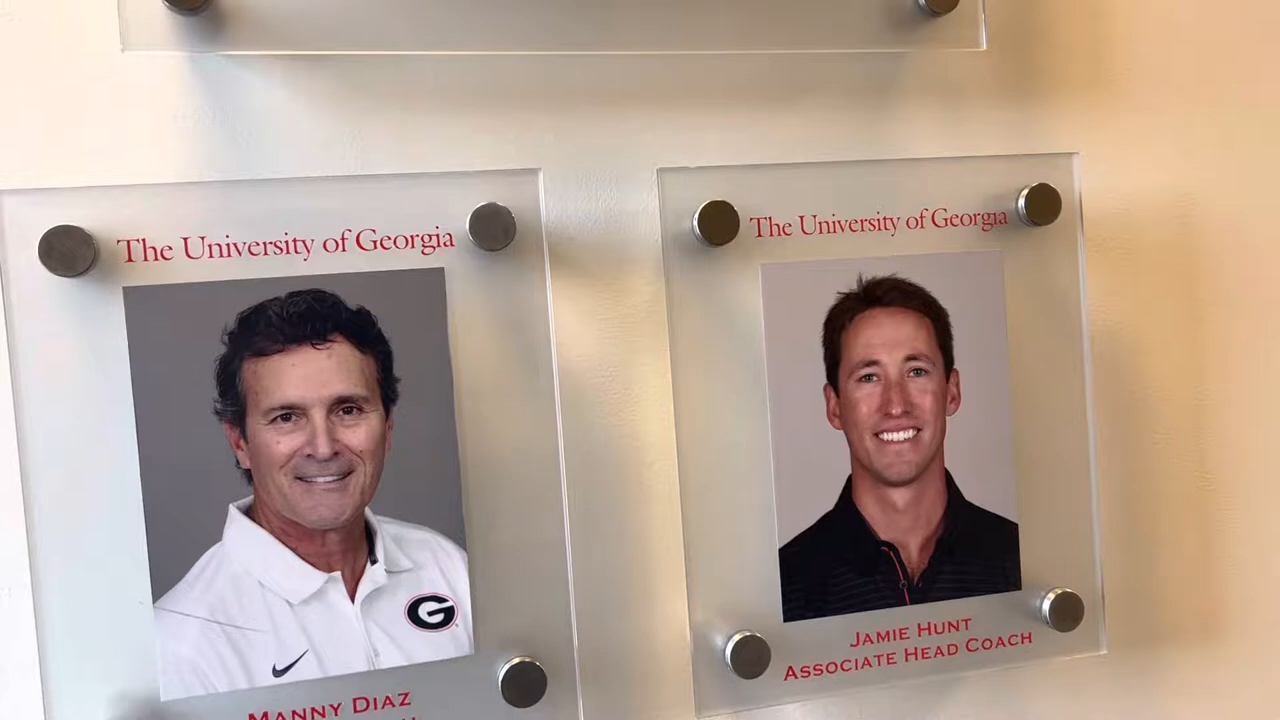 The University of Georgia
G
MANNY DIAZ
The University of Georgia
JAMIE HUNT
ASSOCIATE HEAD COACH